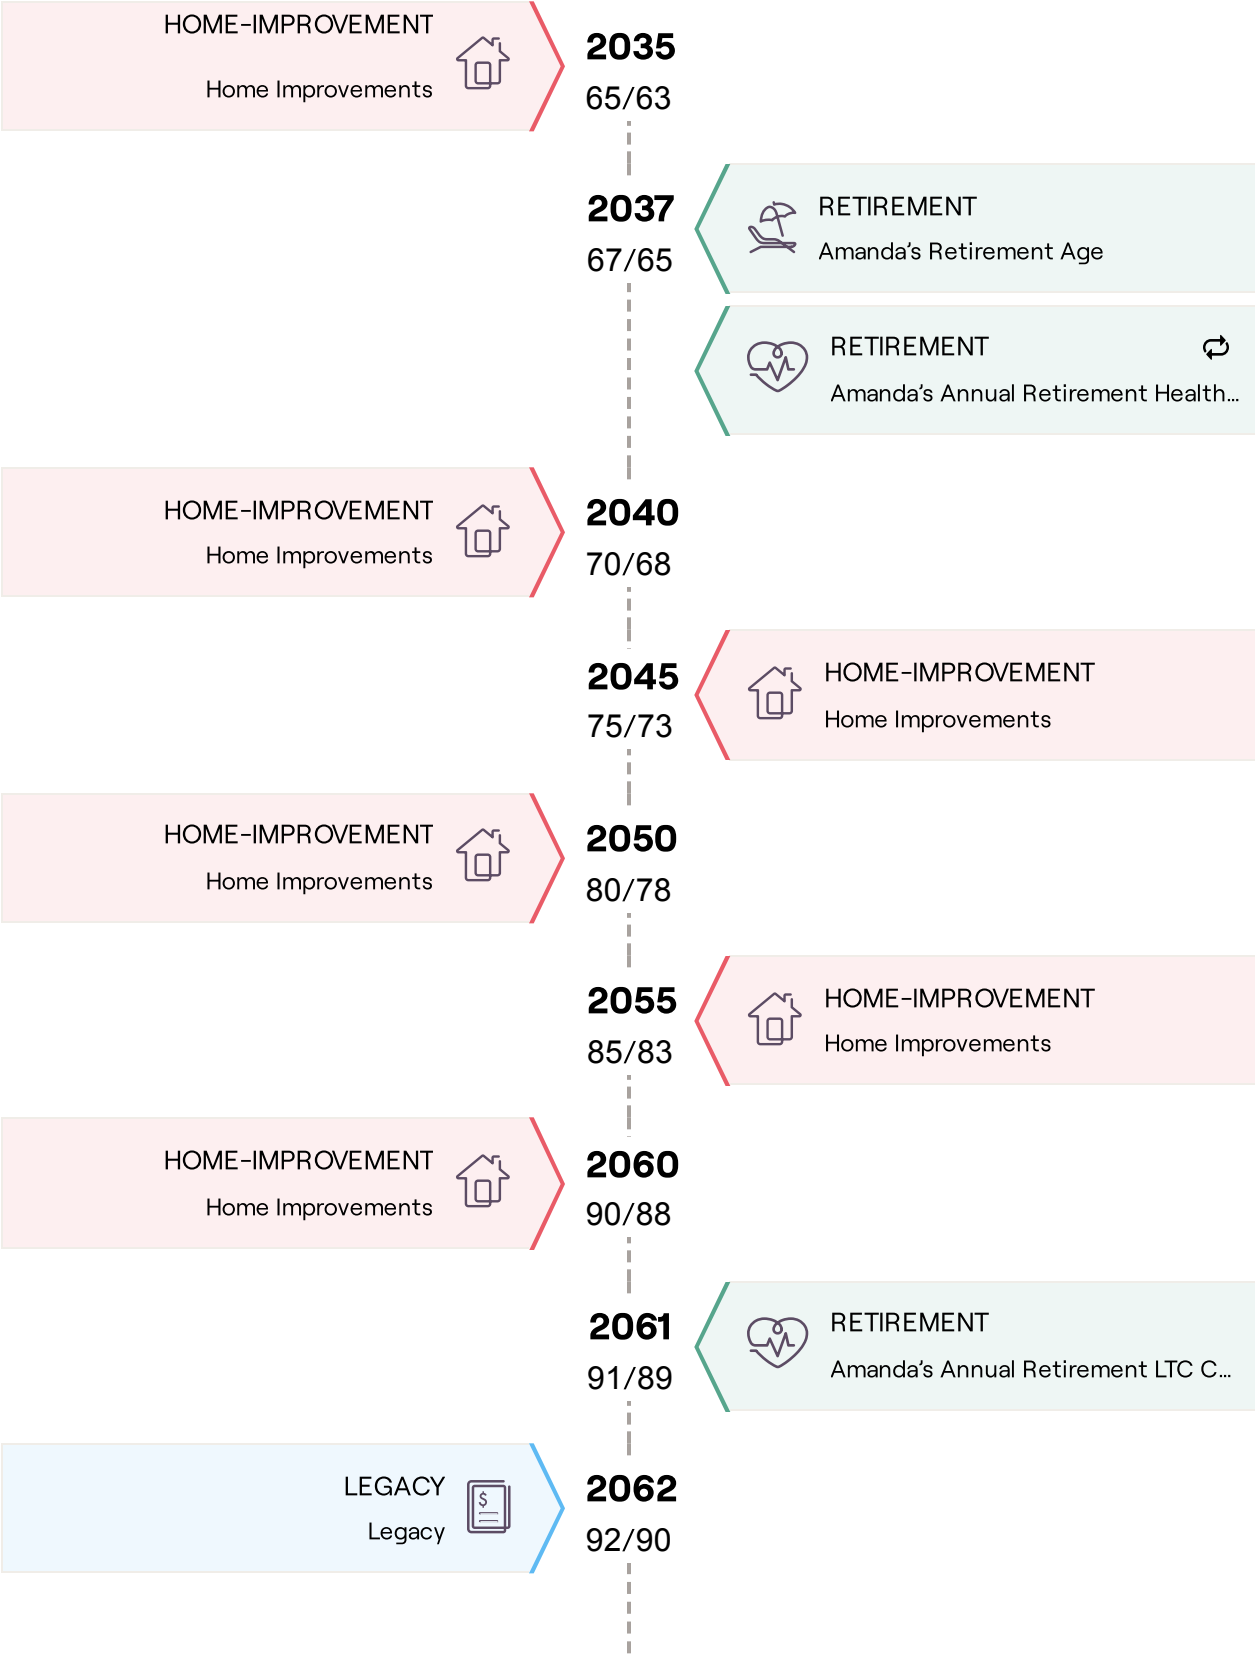 HOME-IMPROVEMENT
Home Improvements
2035
65/63
2037
67/65
RETIREMENT
Amanda's Retirement Age
RETIREMENT
Amanda's Annual Retirement Health...
HOME-IMPROVEMENT
Home Improvements
2040
70/68
2045
75/73
HOME-IMPROVEMENT
Home Improvements
HOME-IMPROVEMENT
Home Improvements
2050
80/78
2055
85/83
HOME-IMPROVEMENT
Home Improvements
HOME-IMPROVEMENT
Home Improvements
2060
90/88
2061
91/89
RETIREMENT
Amanda's Annual Retirement LTC C...
LEGACY
Legacy
$
2062
92/90